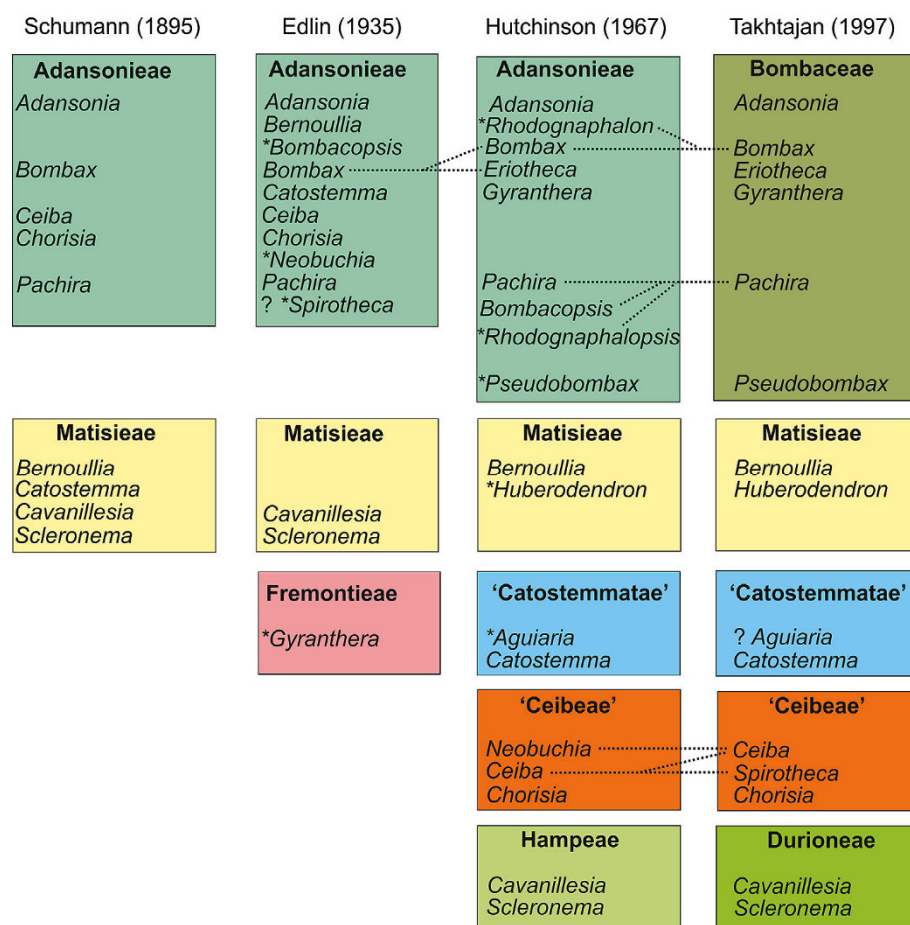 Schumann (1895)
Adansonieae
Adansonia
Bombax
Ceiba
Chorisia
Pachira
Matisieae
Bernoullia
Catostemma
Cavanillesia
Scleronema
Edlin (1935)
Adansonieae
Adansonia
Bernoullia
*Bombacopsis
Bombax
Catostemma
Ceiba
Chorisia
*Neobuchia
Pachira
? *Spirotheca
Matisieae
Cavanillesia
Scleronema
Fremontieae
*Gyranthera
Hutchinson (1967)
Adansonieae
Adansonia
*Rhodognaphalon
Bombax
Eriotheca
Gyranthera
Pachira
Bombacopsis
*Rhodognaphalopsis
*Pseudobombax
Matisieae
Bernoullia
*Huberodendron
‘Catostemmatae’
*Aguiaria
Catostemma
‘Ceibeae’
Neobuchia
Ceiba
Chorisia
Hampeae
Cavanillesia
Scleronema
Takhtajan (1997)
Bombaceae
Adansonia
Bombax
Eriotheca
Gyranthera
Pachira
Pseudobombax
Matisieae
Bernoullia
Huberodendron
‘Catostemmatae’
? Aguiaria
Catostemma
‘Ceibeae’
Ceiba
Spirotheca
Chorisia
Durioneae
Cavanillesia
Scleronema